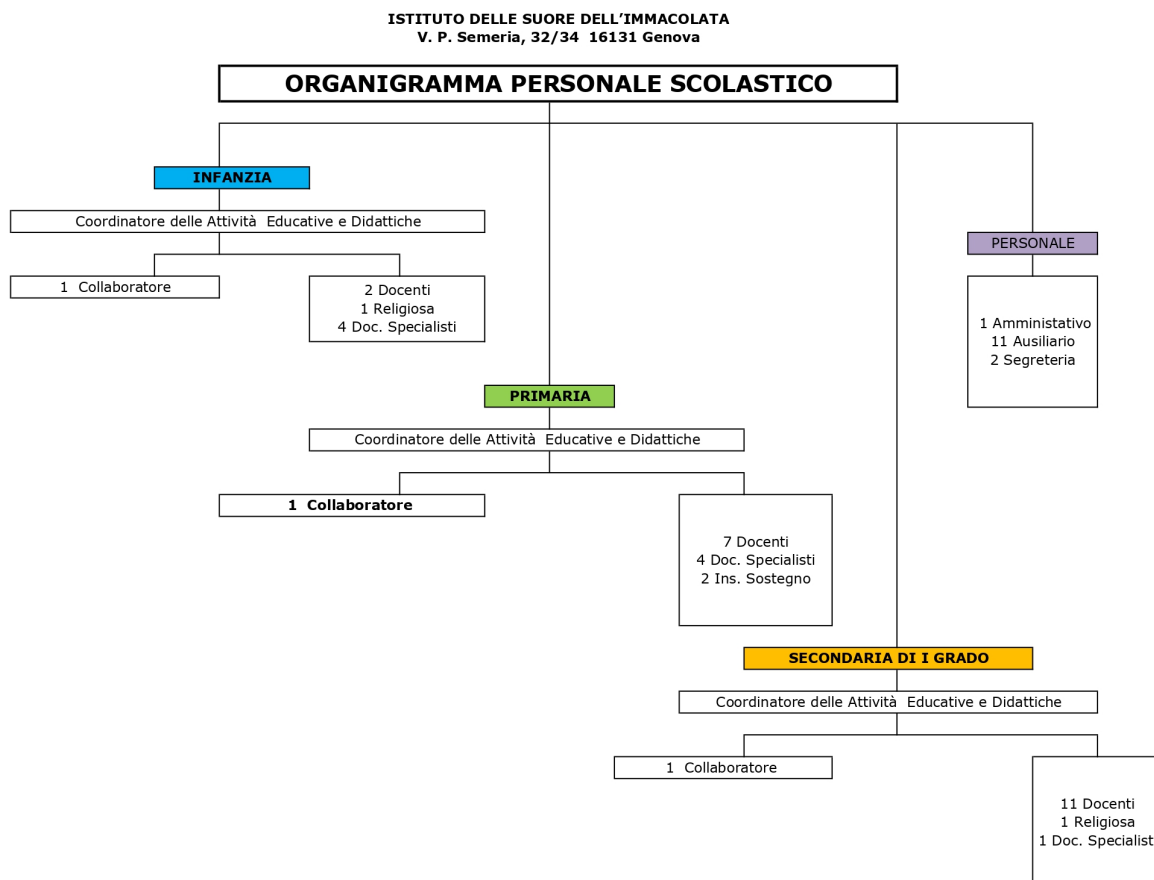 ISTITUTO DELLE SUORE DELL'IMMACOLATA
V. P. Semeria, 32/34 16131 Genova
ORGANIGRAMMA PERSONALE SCOLASTICO
INFANZIA
Coordinatore delle Attività Educative e Didattiche
1 Collaboratore
2 Docenti
1 Religiosa
4 Doc. Specialisti
PERSONALE
1 Amministativo
11 Ausiliario
2 Segreteria
PRIMARIA
Coordinatore delle Attività Educative e Didattiche
1 Collaboratore
7 Docenti
4 Doc. Specialisti
2 Ins. Sostegno
SECONDARIA DI I GRADO
Coordinatore delle Attività Educative e Didattiche
1 Collaboratore
11 Docenti
1 Religiosa
1 Doc. Specialist